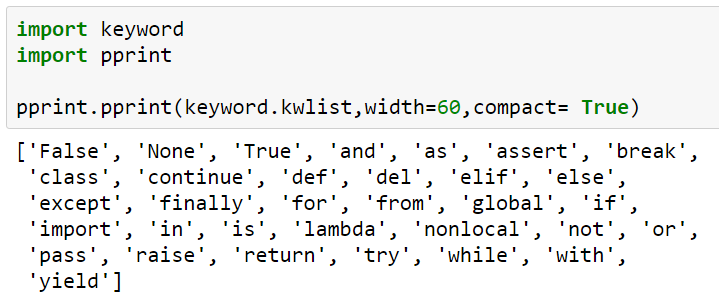 import keyword
import pprint
pprint.pprint(keyword.kwlist,width=60,compact= True)
['False', 'None', 'True', 'and', 'as', 'assert', 'break',
'class', 'continue', 'def', 'del', 'elif', 'else',
'except', 'finally', 'for', 'from', 'global', 'if',
'import', 'in', 'is', 'lambda', 'nonlocal', 'not', 'or',
'pass', 'raise', 'return', 'try', 'while', 'with',
'yield']